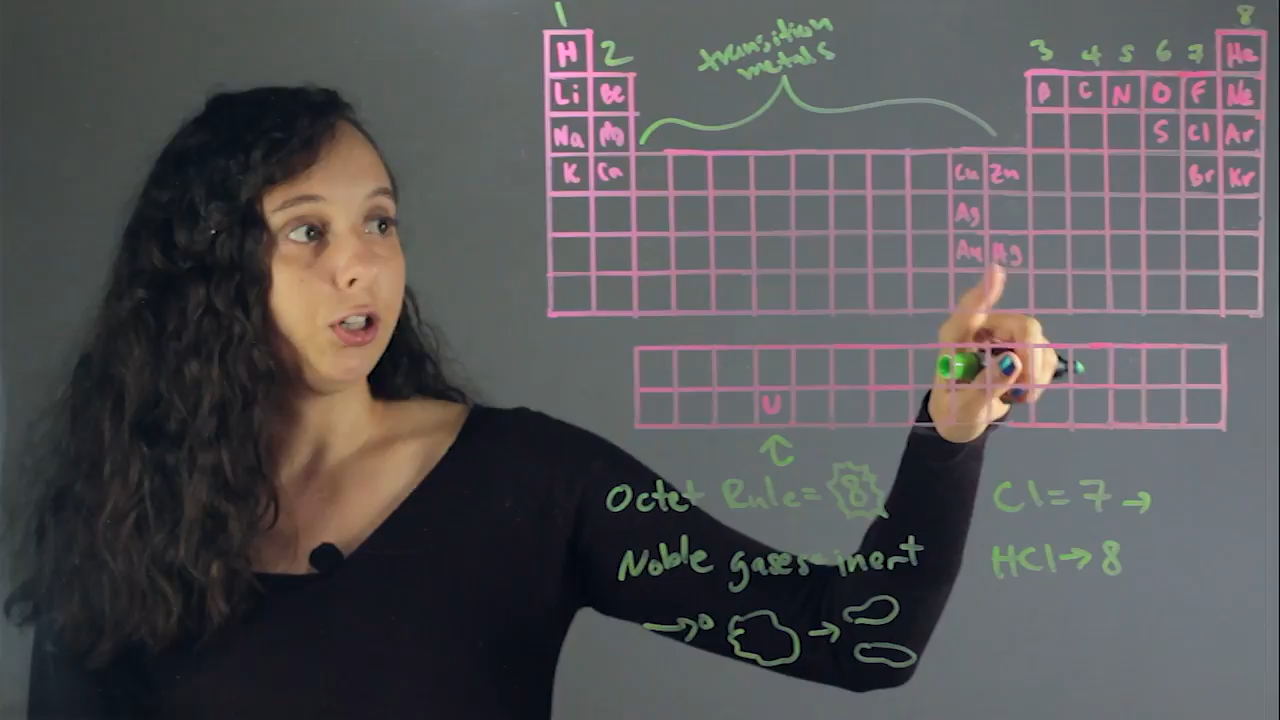 1 8
H 2 transition 3 4 5 6 7 He
metals
Li Be B C N O F Ne
Na Mg S Cl Ar
K Ca Cu Zn Br Kr
Ag
Au Hg
U
Octet Rule= 8 Cl= 7 →
Noble gases-inert HCl→8